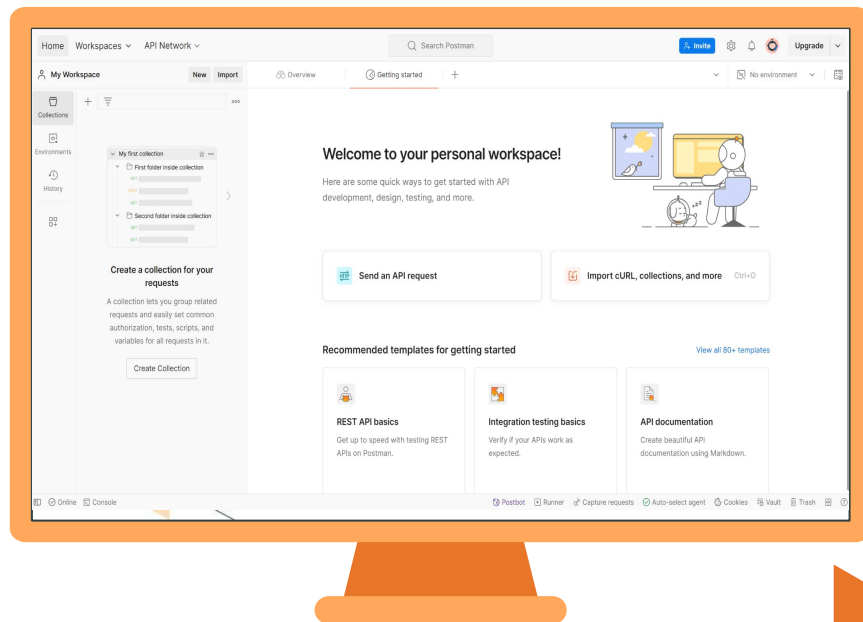 Home Workspaces API Network Search Postman Invite Upgrade
My Workspace New Import Overview Getting started No environment
Collections
Environments
History
My first collection
First folder inside collection
GET
GET
Second folder inside collection
GET
GET
Create a collection for your
requests
A collection lets you group related
requests and easily set common
authorization, tests, scripts, and
variables for all requests in it.
Create Collection
Welcome to your personal workspace!
Here are some quick ways to get started with API
development, design, testing, and more.
Send an API request
Import cURL, collections, and more Ctrl+O
Recommended templates for getting started View all 80+ templates
REST API basics
Get up to speed with testing REST
APIs on Postman.
Integration testing basics
Verify if your APIs work as
expected.
API documentation
Create beautiful API
documentation using Markdown.
Online Console Postbot Runner Capture requests Auto-select agent Cookies Vault Trash